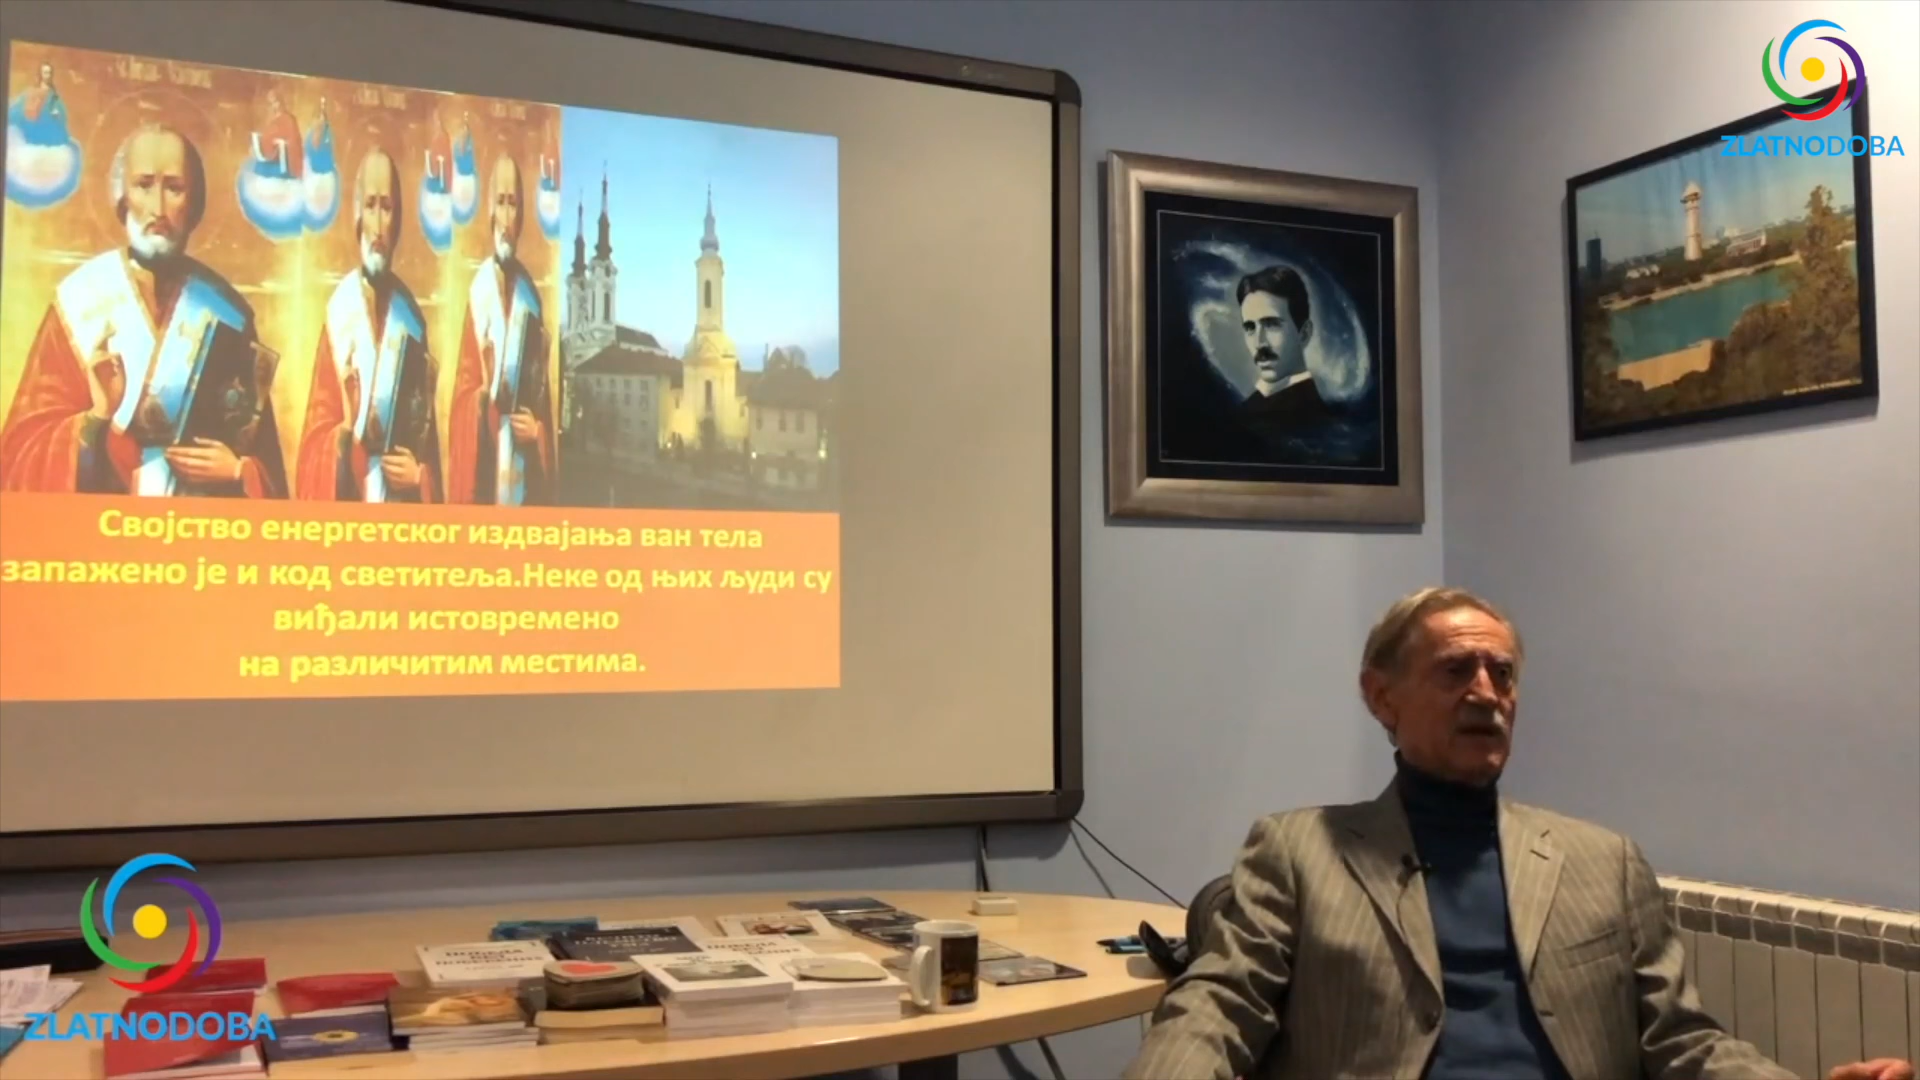 ZLATNODOBA
Својство енергетског издвајања ван тела
запажено је и код светитеља.Неке од њих људи су
виђали истовремено
на различитим местима.
ZLATNODOBA